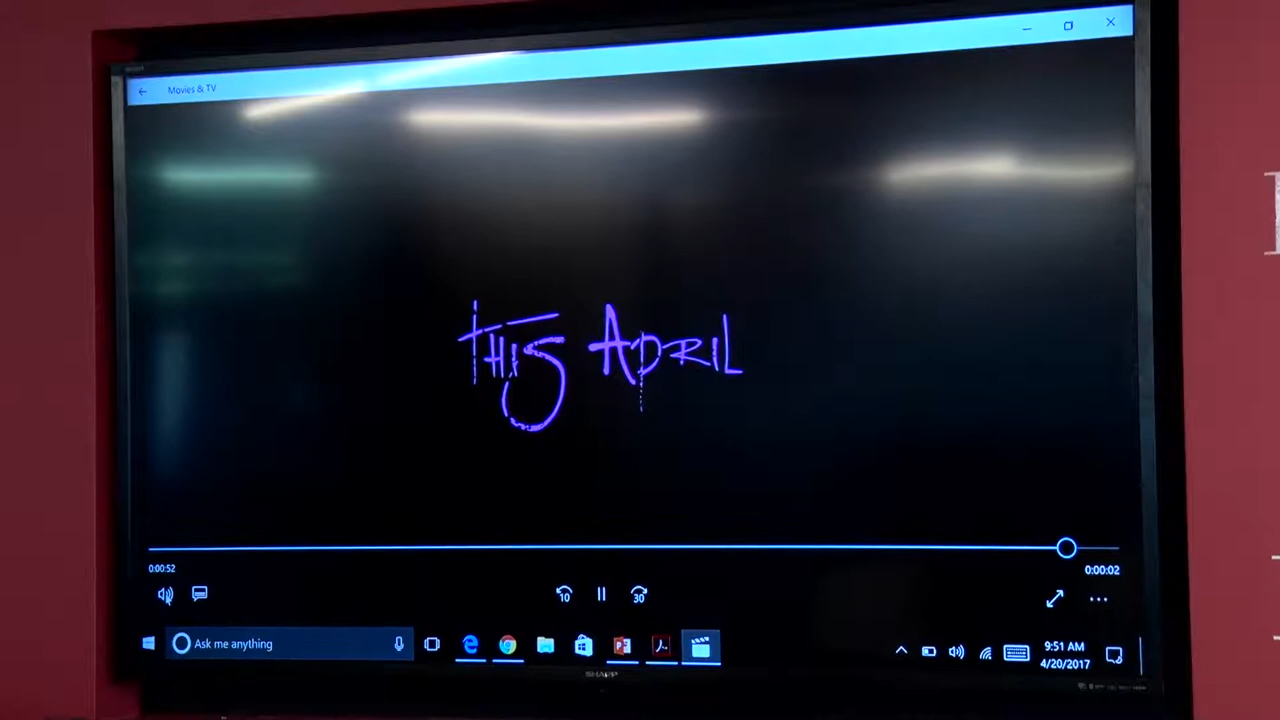 Movies & TV
THIS APRIL
0:00:52
0:00:02
10
30
Ask me anything
9:51 AM
4/20/2017
SHARP